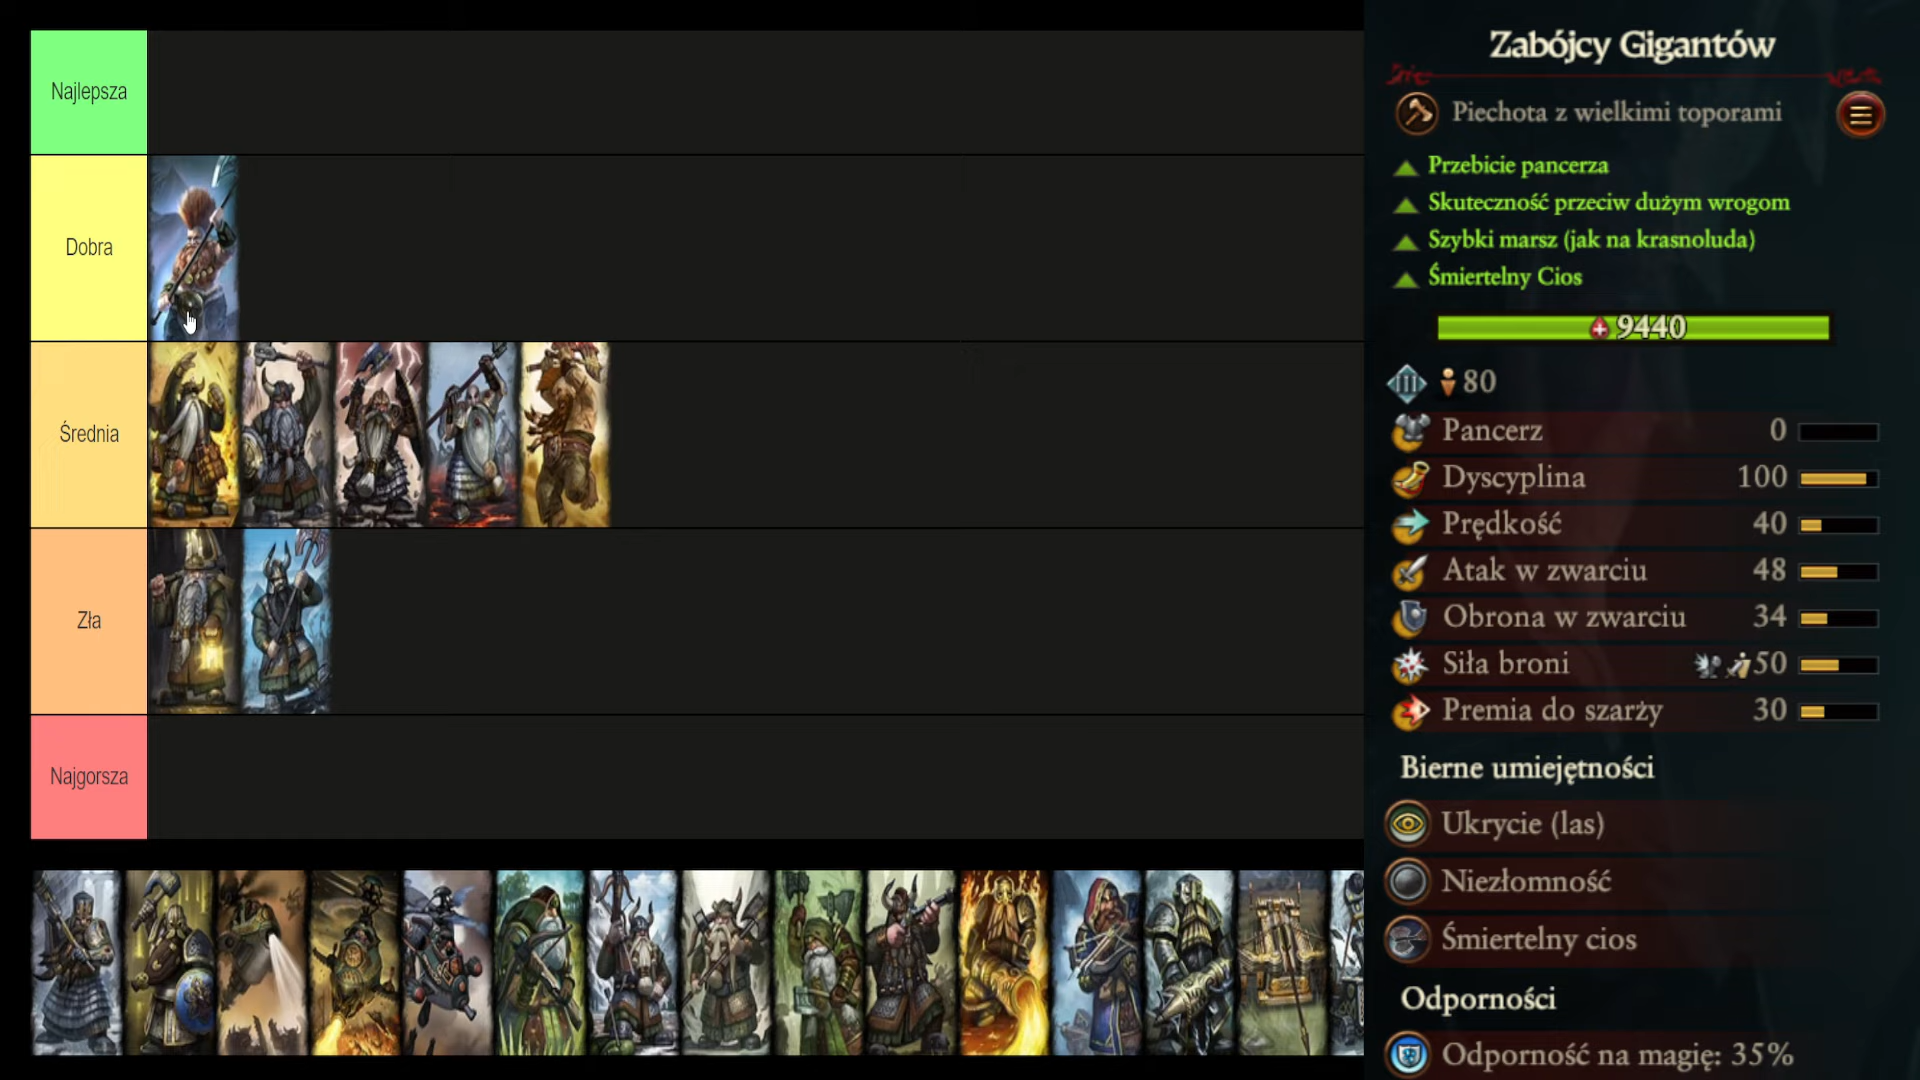 Najlepsza
Dobra
Średnia
Zła
Najgorsza
Zabójcy Gigantów
Piechota z wielkimi toporami
Przebicie pancerza
Skuteczność przeciw dużym wrogom
Szybki marsz (jak na krasnoluda)
Śmiertelny Cios
9440
80
Pancerz 0
Dyscyplina 100
Prędkość 40
Atak w zwarciu 48
Obrona w zwarciu 34
Siła broni 50
Premia do szarży 30
Bierne umiejętności
Ukrycie (las)
Niezłomność
Śmiertelny cios
Odporności
Odporność na magię: 35%